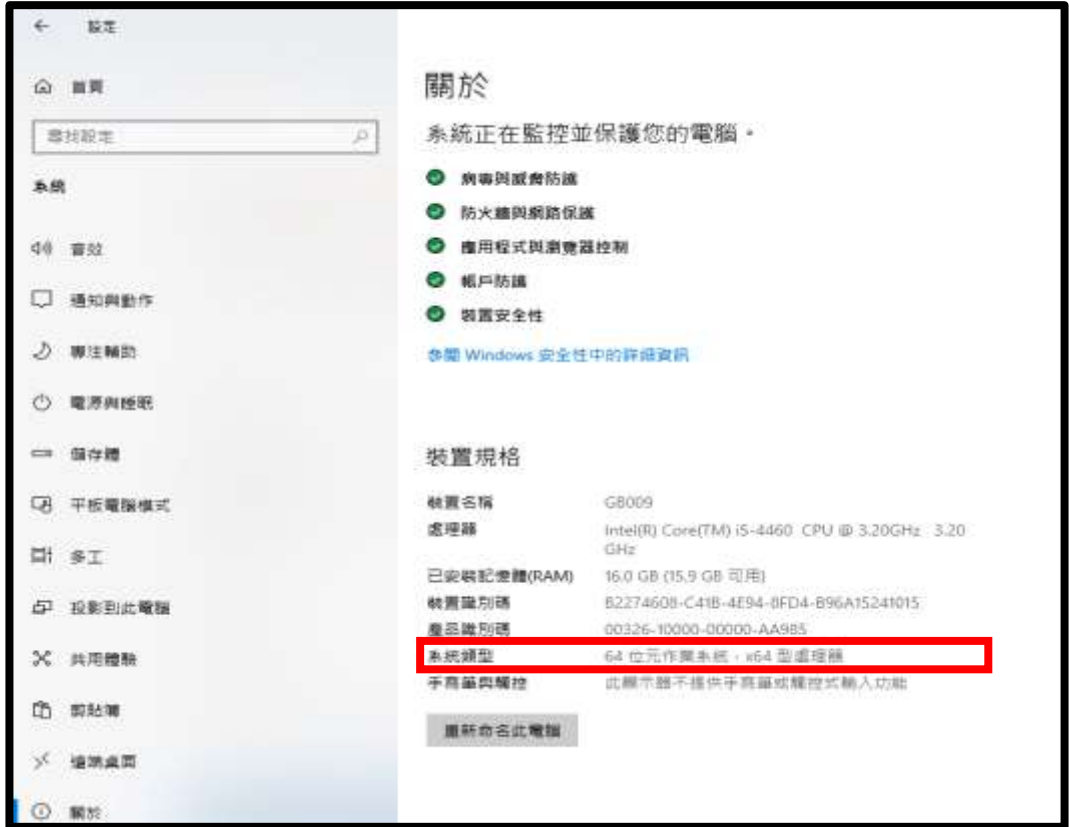 設定
首頁
尋找設定
系統
音效
通知與動作
專注輔助
電源與睡眠
儲存體
平板電腦模式
多工
投影到此電腦
共用體驗
剪貼簿
遠端桌面
關於
關於
系統正在監控並保護您的電腦。
病毒與威脅防護
防火牆與網路保護
應用程式與瀏覽器控制
帳戶防護
裝置安全性
參閱 Windows 安全性中的詳細資訊
裝置規格
裝置名稱 GB009
處理器 Intel(R) Core(TM) i5-4460 CPU @ 3.20GHz 3.20
GHz
已安裝記憶體(RAM) 16.0 GB (15.9 GB 可用)
裝置識別碼 82274608-C41B-4E94-8FD4-B96A15241015
產品識別碼 00326-10000-00000-AA985
系統類型 64 位元作業系統，x64 型處理器
手寫筆與觸控 此顯示器不提供手寫筆或觸控式輸入功能
重新命名此電腦